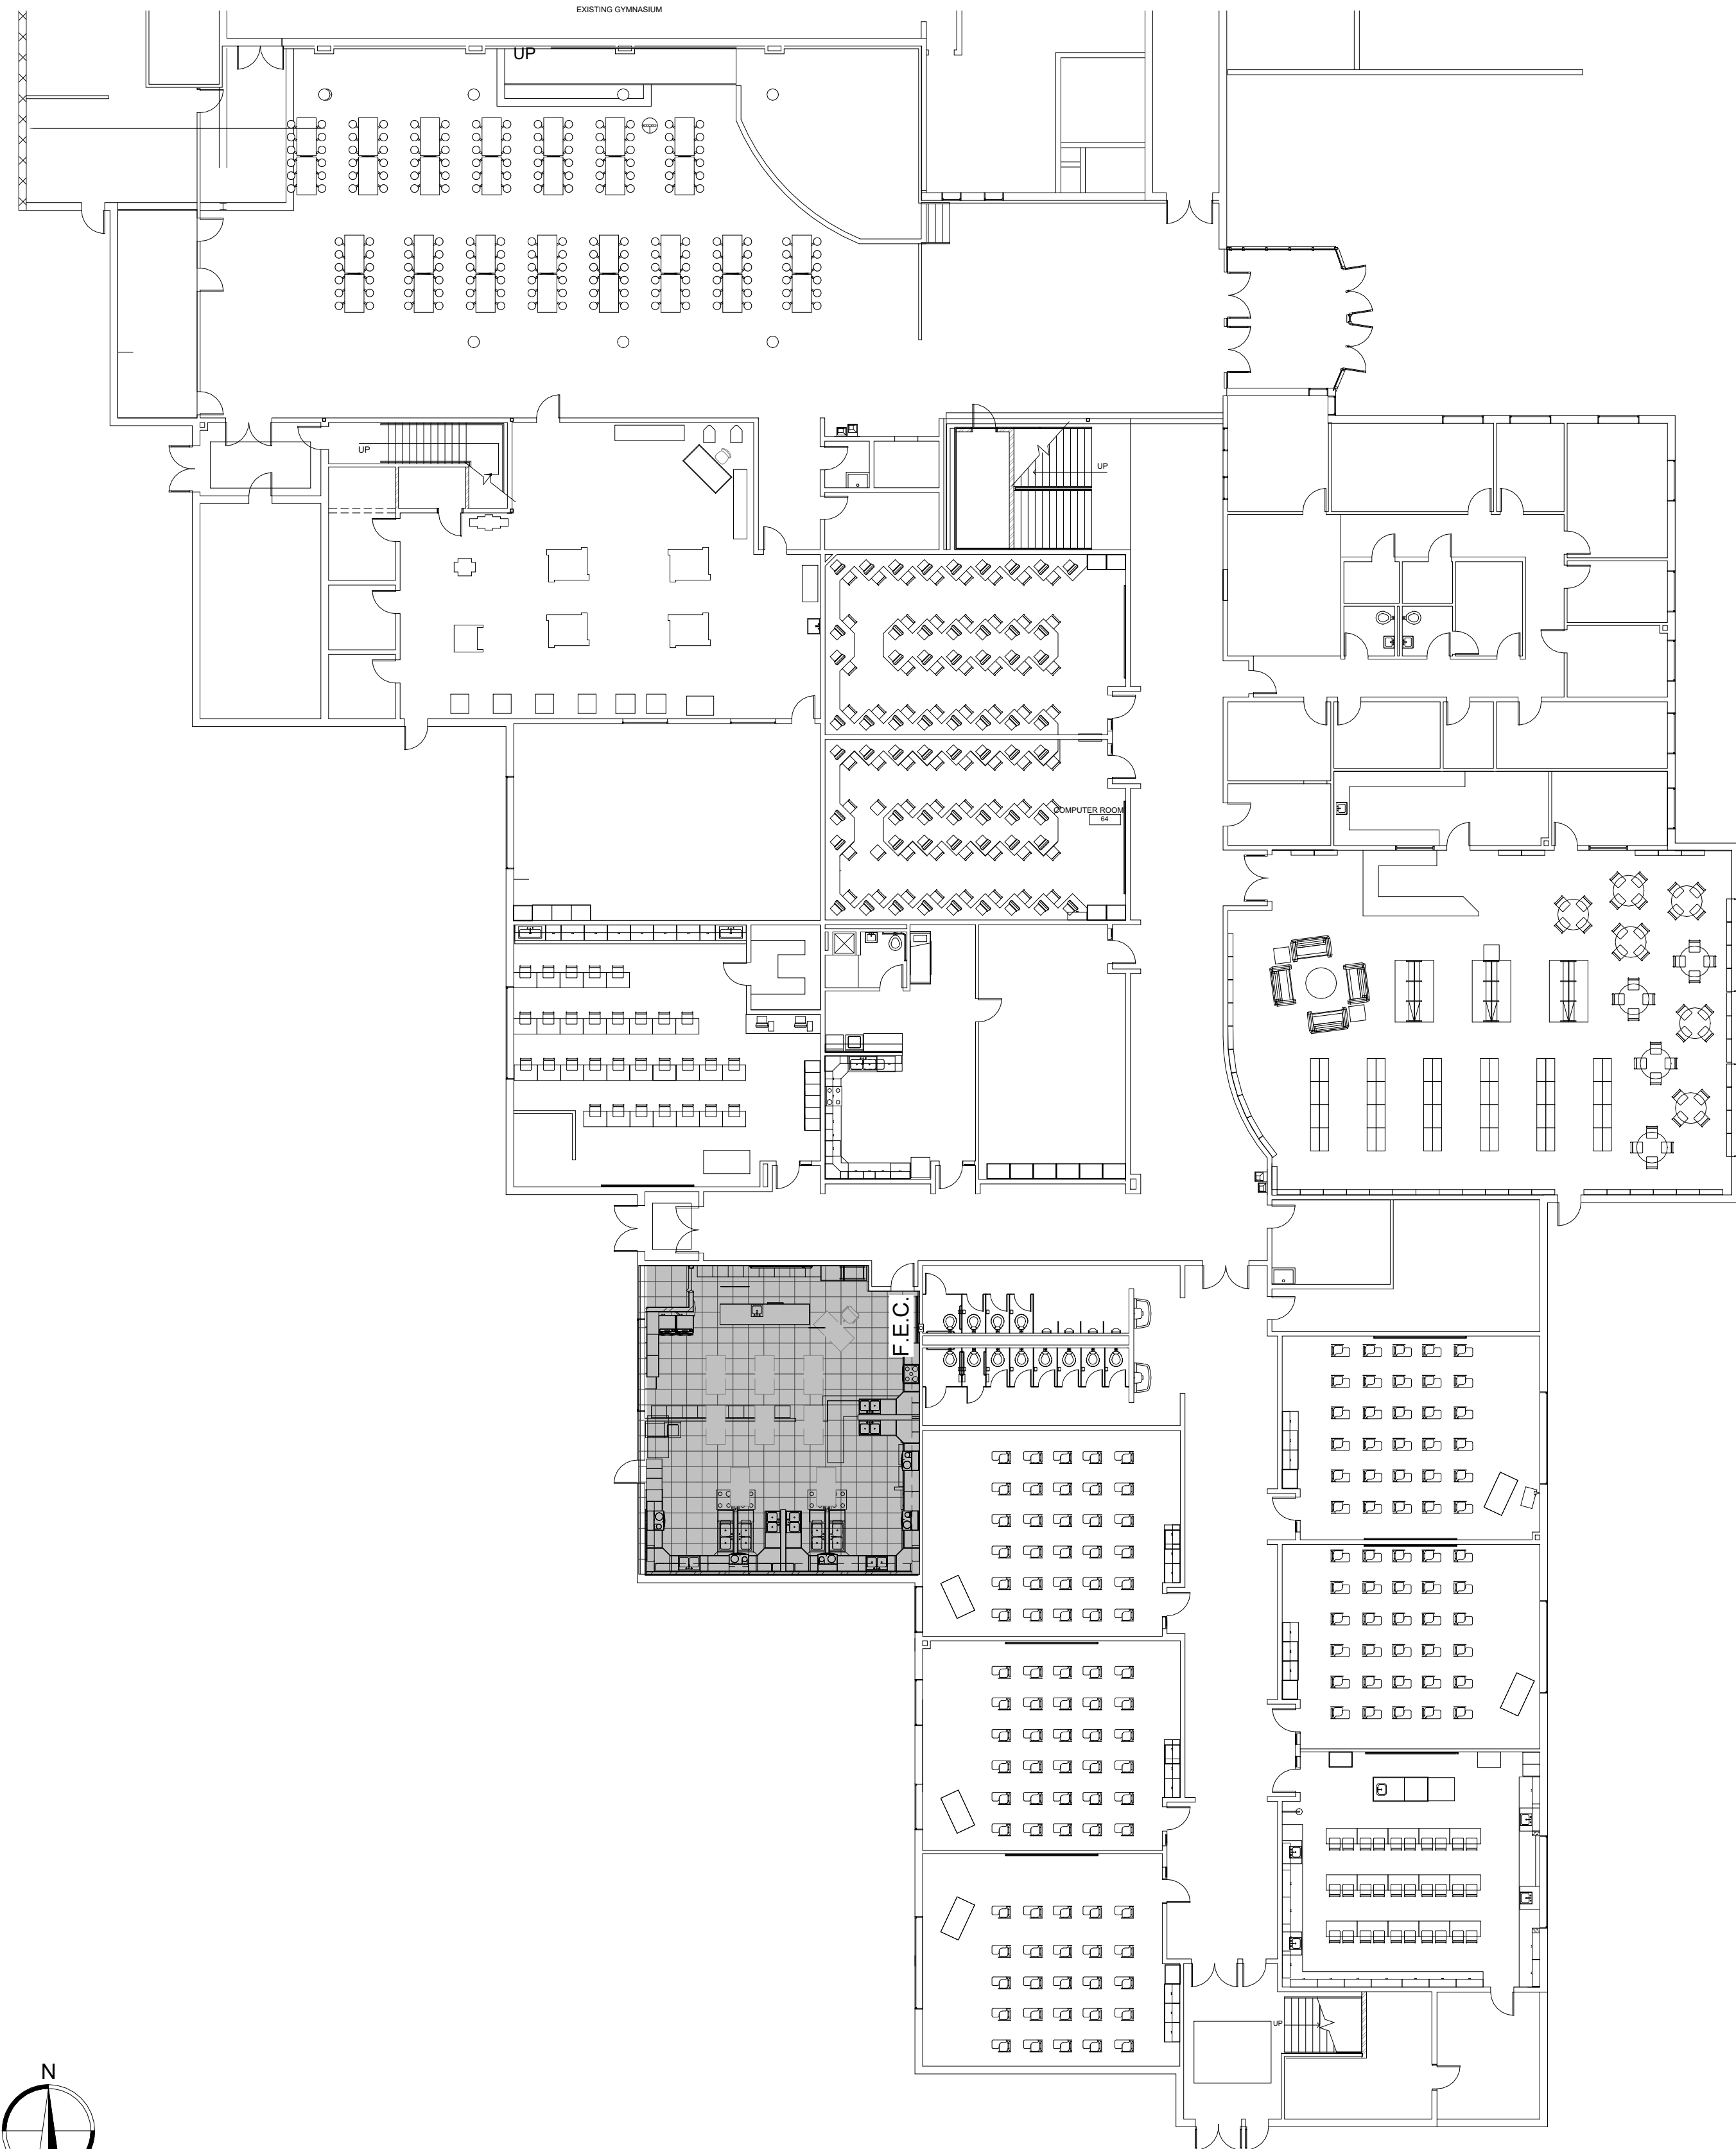 EXISTING GYMNASIUM
UP
UP
UP
COMPUTER ROOM
64
F.E.C.
UP
N